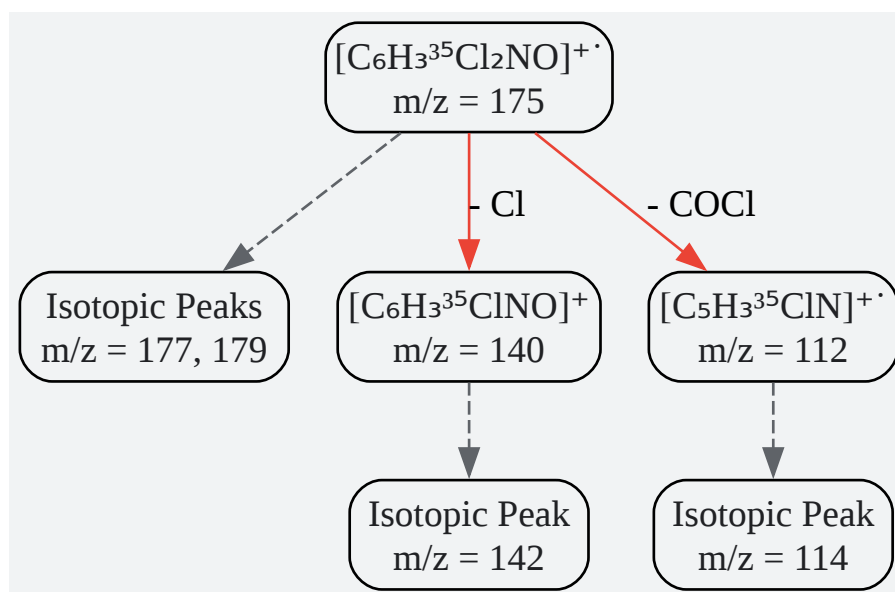 [C₆H₃³⁵Cl₂NO]⁺˙
m/z = 175
- Cl
- COCl
Isotopic Peaks
m/z = 177, 179
[C₆H₃³⁵ClNO]⁺
m/z = 140
[C₅H₃³⁵ClN]⁺˙
m/z = 112
Isotopic Peak
m/z = 142
Isotopic Peak
m/z = 114